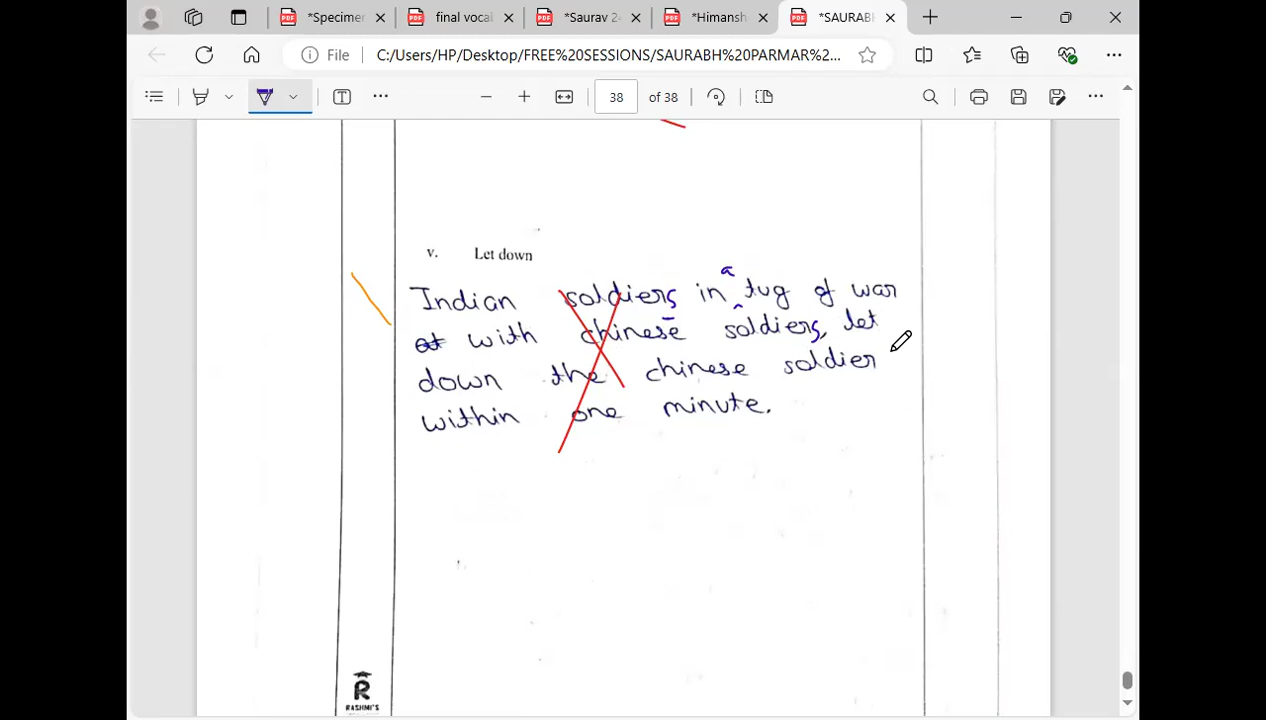 *Specimer
final vocal
*Saurav 2
*Himansh
*SAURABH
File
C:/Users/HP/Desktop/FREE%20SESSIONS/SAURABH%20PARMAR%2...
38 of 38
v. Let down
Indian soldiers in a tug of war
at with chinese soldiers, let
down the chinese soldier
within one minute.
R
RASHMI'S